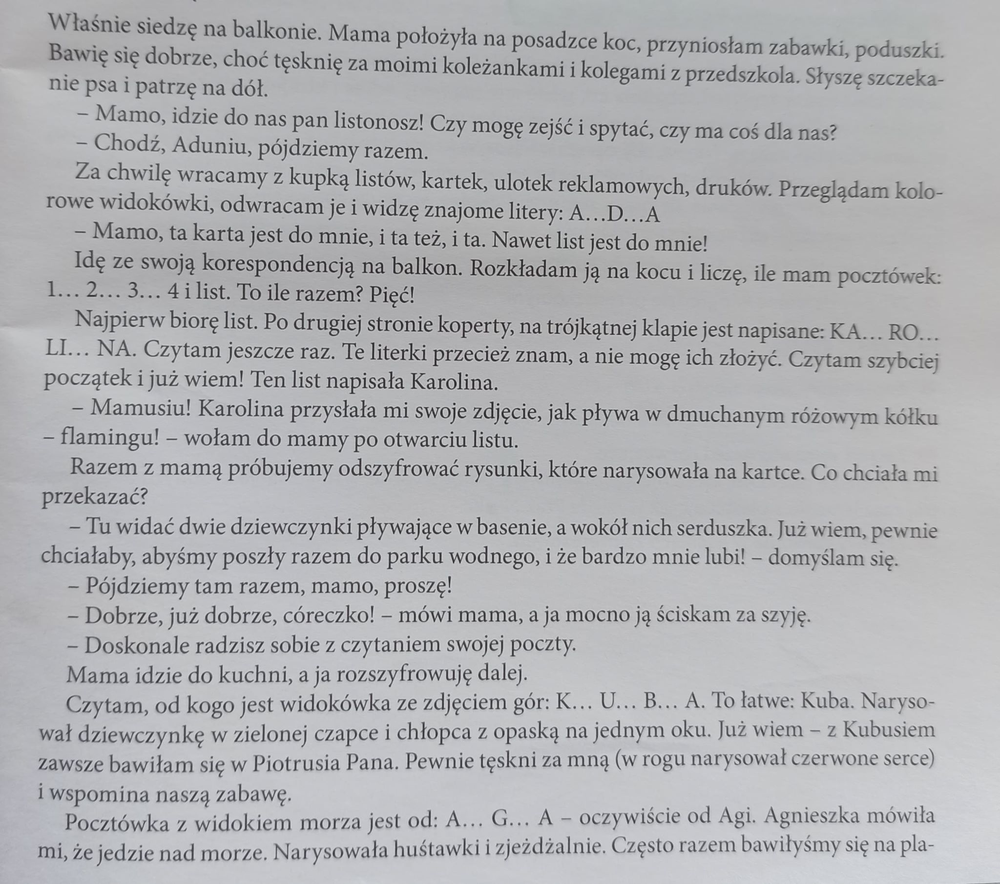 Właśnie siedzę na balkonie. Mama położyła na posadzce koc, przyniosłam zabawki, poduszki.
Bawię się dobrze, choć tęsknię za moimi koleżankami i kolegami z przedszkola. Słyszę szczeka-
nie psa i patrzę na dół.
– Mamo, idzie do nas pan listonosz! Czy mogę zejść i spytać, czy ma coś dla nas?
– Chodź, Aduniu, pójdziemy razem.
Za chwilę wracamy z kupką listów, kartek, ulotek reklamowych, druków. Przeglądam kolo-
rowe widokówki, odwracam je i widzę znajome litery: A…D…A
– Mamo, ta karta jest do mnie, i ta też, i ta. Nawet list jest do mnie!
Idę ze swoją korespondencją na balkon. Rozkładam ją na kocu i liczę, ile mam pocztówek:
1… 2… 3… 4 i list. To ile razem? Pięć!
Najpierw biorę list. Po drugiej stronie koperty, na trójkątnej klapie jest napisane: KA… RO…
LI… NA. Czytam jeszcze raz. Te literki przecież znam, a nie mogę ich złożyć. Czytam szybciej
początek i już wiem! Ten list napisała Karolina.
– Mamusiu! Karolina przysłała mi swoje zdjęcie, jak pływa w dmuchanym różowym kółku
– flamingu! – wołam do mamy po otwarciu listu.
Razem z mamą próbujemy odszyfrować rysunki, które narysowała na kartce. Co chciała mi
przekazać?
– Tu widać dwie dziewczynki pływające w basenie, a wokół nich serduszka. Już wiem, pewnie
chciałaby, abyśmy poszły razem do parku wodnego, i że bardzo mnie lubi! – domyślam się.
– Pójdziemy tam razem, mamo, proszę!
– Dobrze, już dobrze, córeczko! – mówi mama, a ja mocno ją ściskam za szyję.
– Doskonale radzisz sobie z czytaniem swojej poczty.
Mama idzie do kuchni, a ja rozszyfrowuję dalej.
Czytam, od kogo jest widokówka ze zdjęciem gór: K… U… B… A. To łatwe: Kuba. Naryso-
wał dziewczynkę w zielonej czapce i chłopca z opaską na jednym oku. Już wiem – z Kubusiem
zawsze bawiłam się w Piotrusia Pana. Pewnie tęskni za mną (w rogu narysował czerwone serce)
i wspomina naszą zabawę.
Pocztówka z widokiem morza jest od: A… G… A – oczywiście od Agi. Agnieszka mówiła
mi, że jedzie nad morze. Narysowała huśtawki i zjeżdżalnie. Często razem bawiłyśmy się na pla-